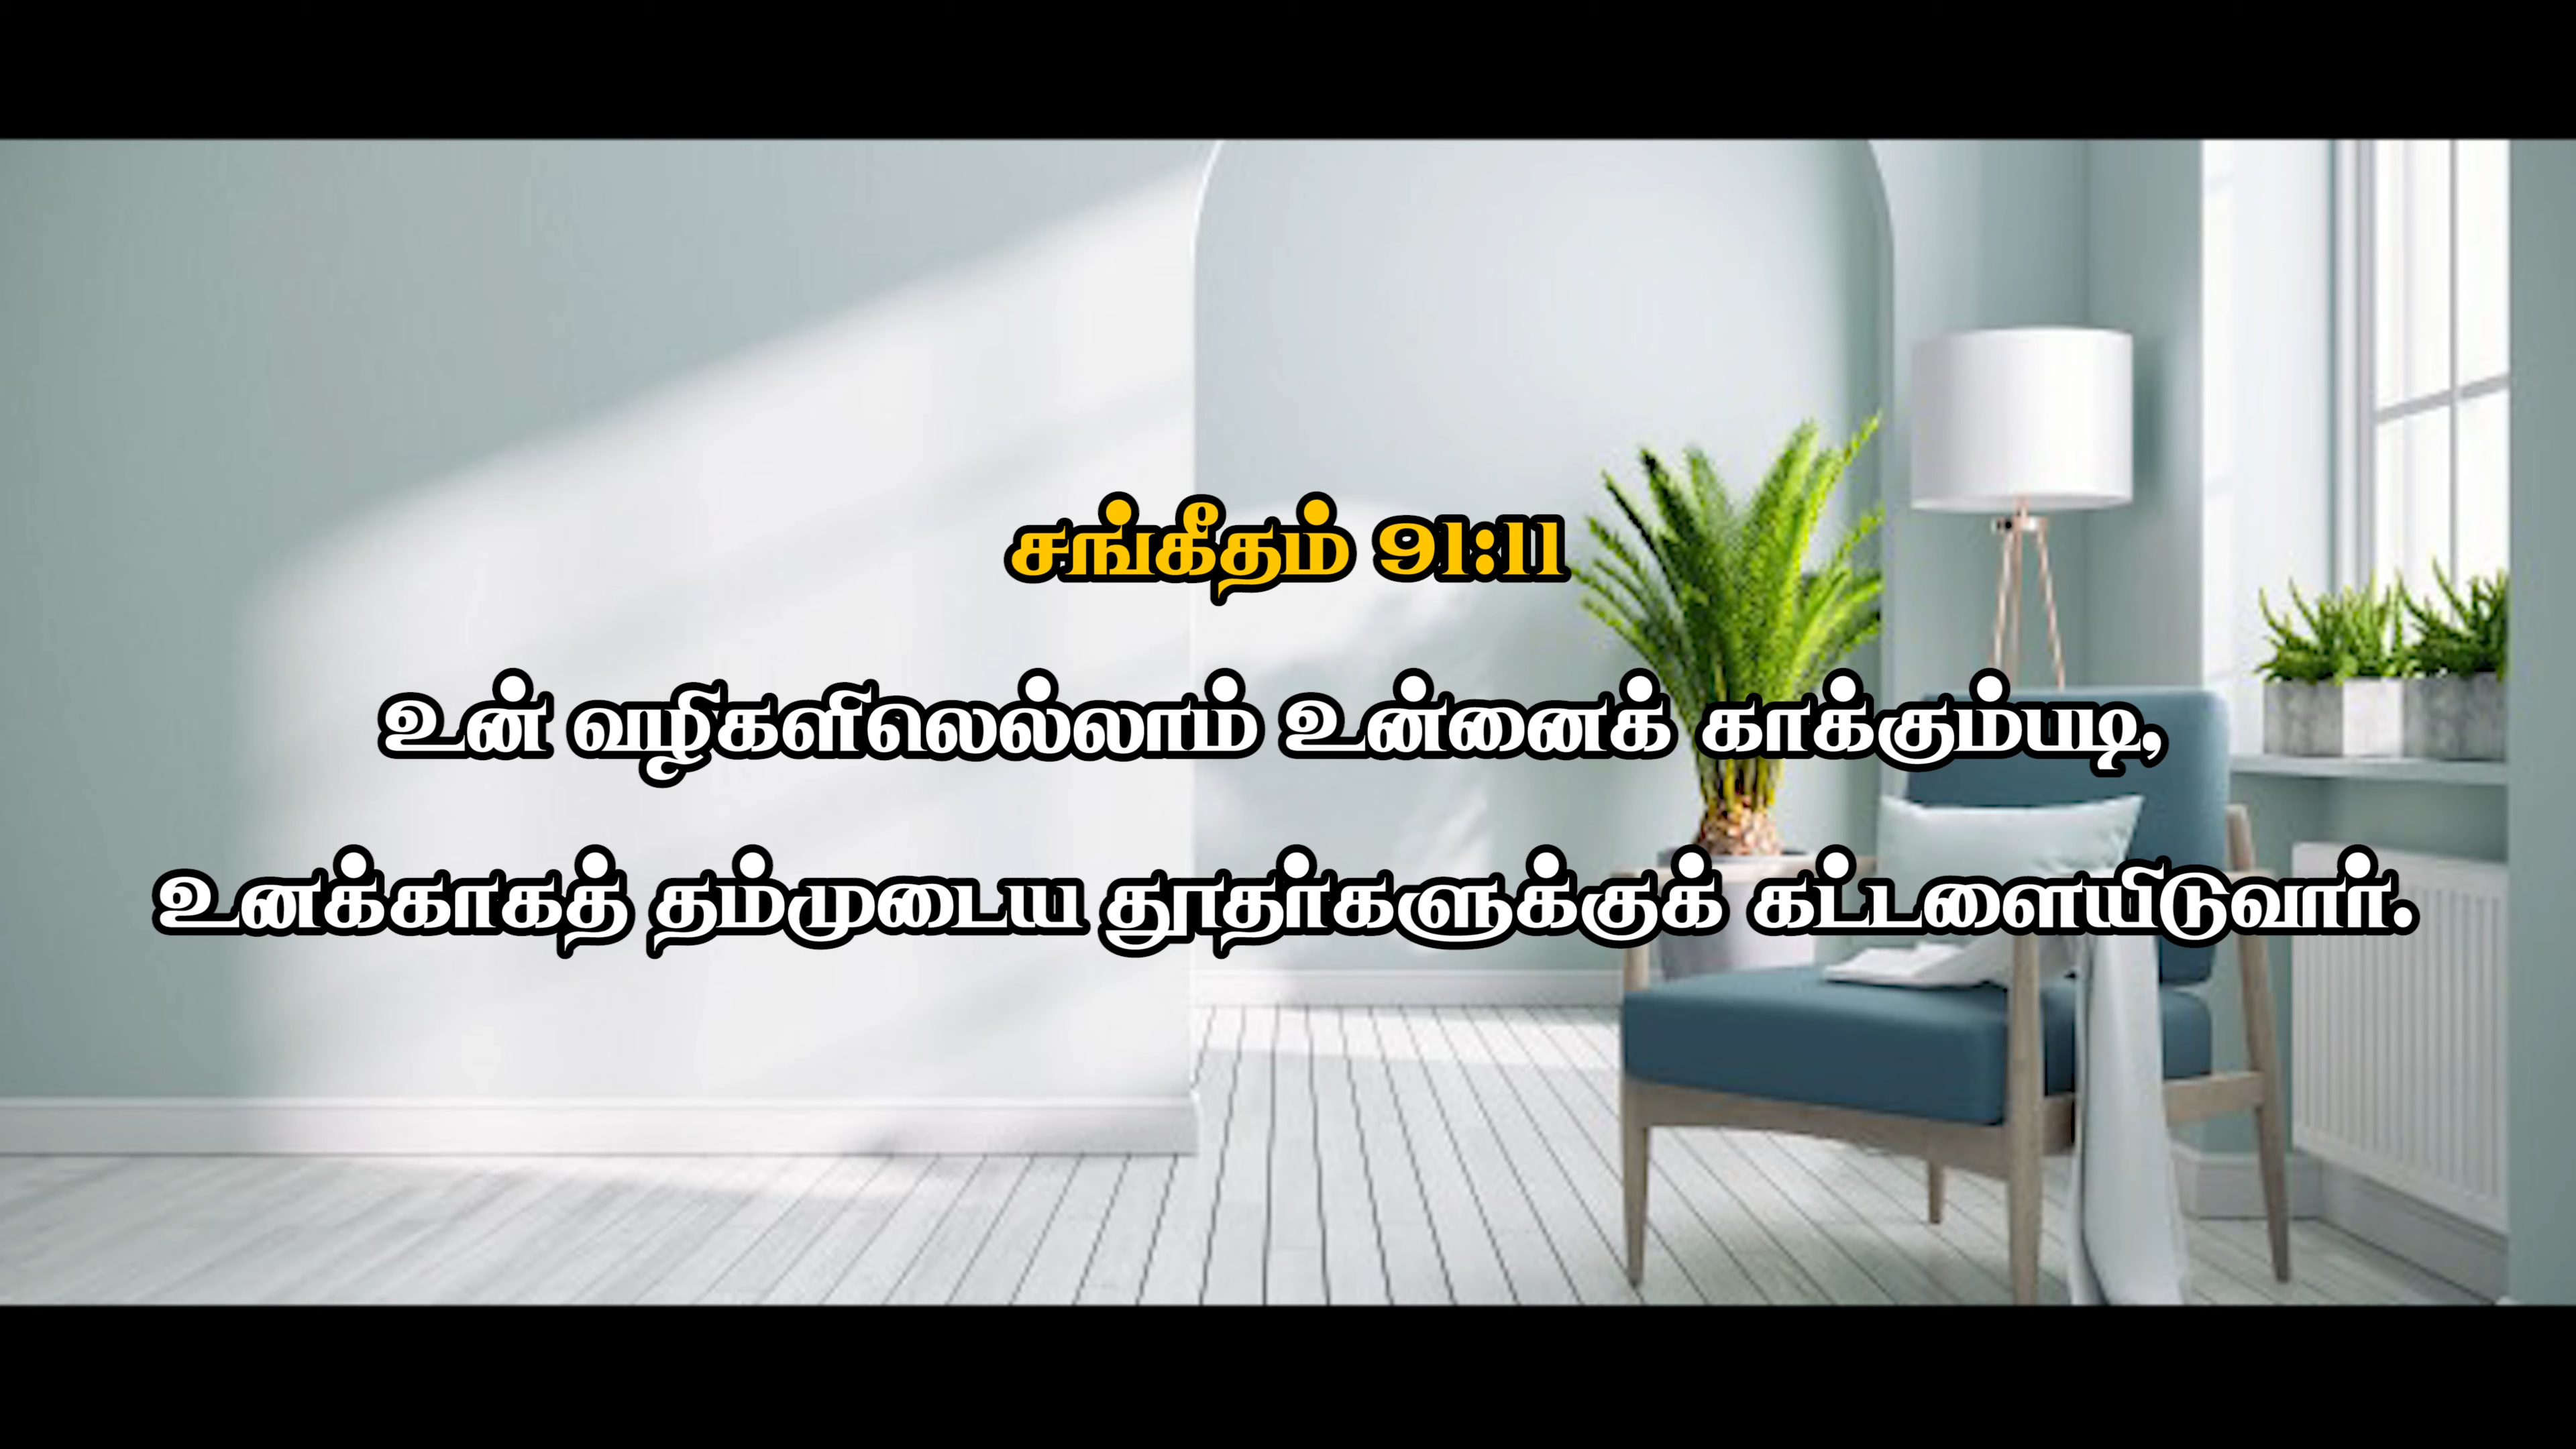 சங்கீதம் 91:11
உன் வழிகளிலெல்லாம் உன்னைக் காக்கும்படி,
உனக்காகத் தம்முடைய தூதர்களுக்குக் கட்டளையிடுவார்.